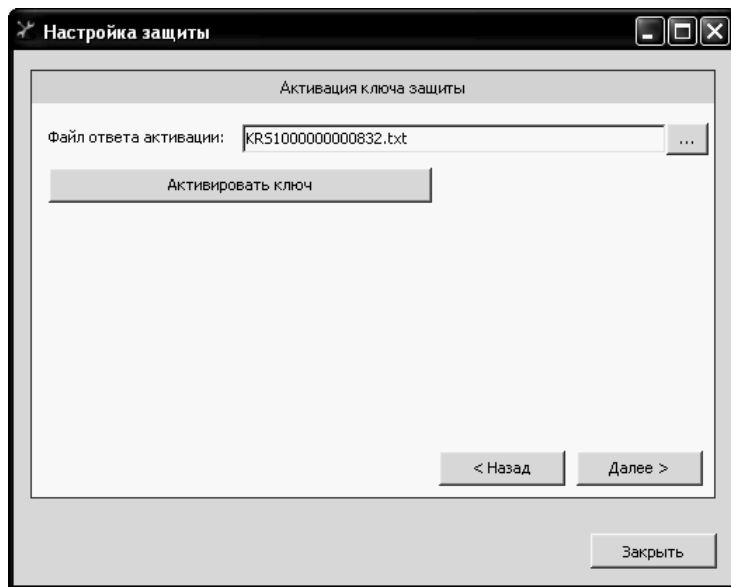 Настройка защиты
Активация ключа защиты
Файл ответа активации: KRS1000000000832.txt ...
Активировать ключ
< Назад Далее >
Закрыть